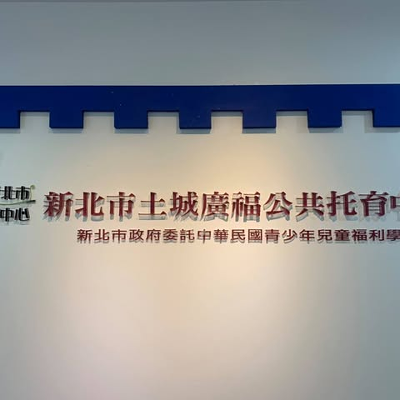 北市
中心
新北市土城廣福公共托育中
新北市政府委託中華民國青少年兒童福利學